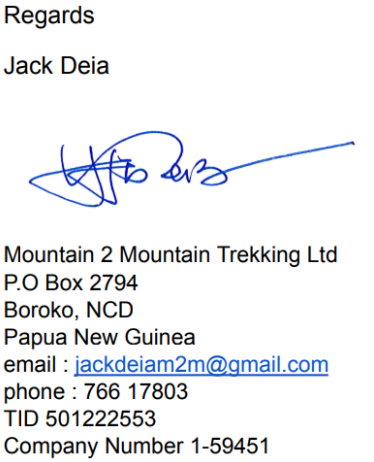 Regards
Jack Deia
Mountain 2 Mountain Trekking Ltd
P.O Box 2794
Boroko, NCD
Papua New Guinea
email : jackdeiam2m@gmail.com
phone : 766 17803
TID 501222553
Company Number 1-59451